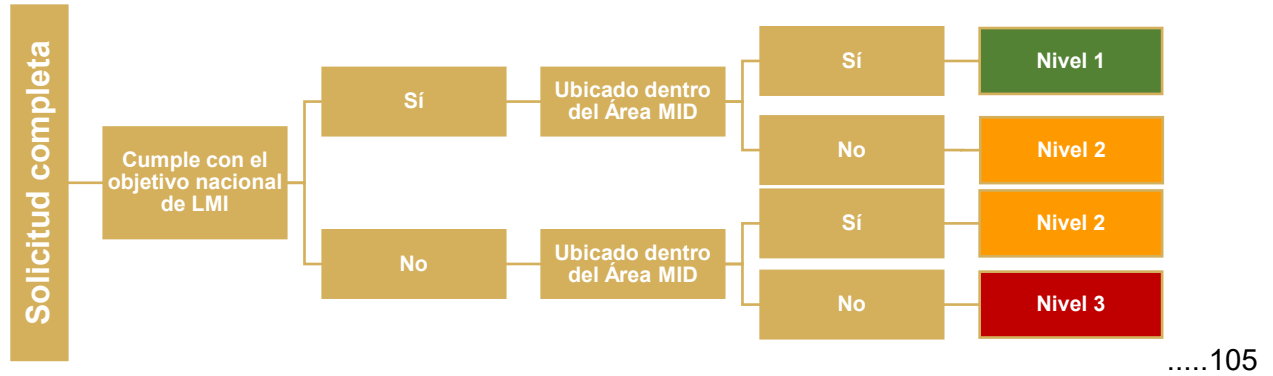 Solicitud completa
Cumple con el
objetivo nacional
de LMI
Sí
Ubicado dentro
del Área MID
Sí
Nivel 1
No
Nivel 2
No
Ubicado dentro
del Área MID
Sí
Nivel 2
No
Nivel 3
.....105